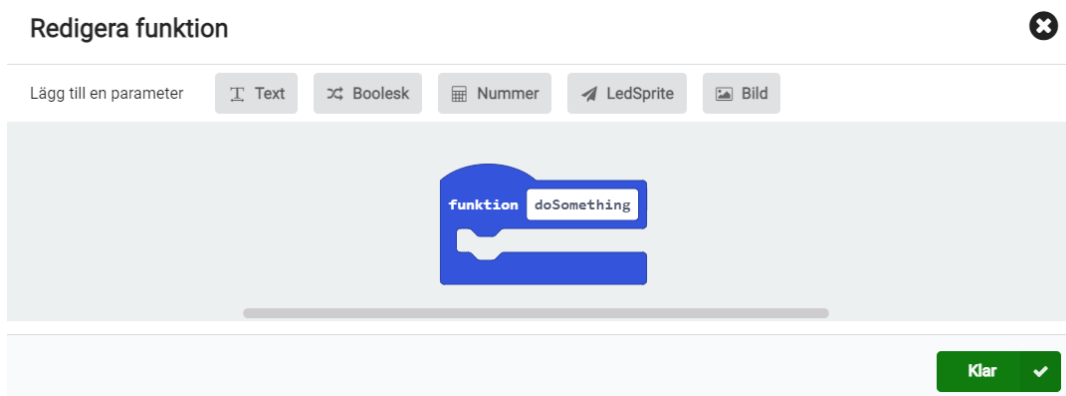 Redigera funktion
Lägg till en parameter Text Boolesk Nummer LedSprite Bild
funktion doSomething
Klar